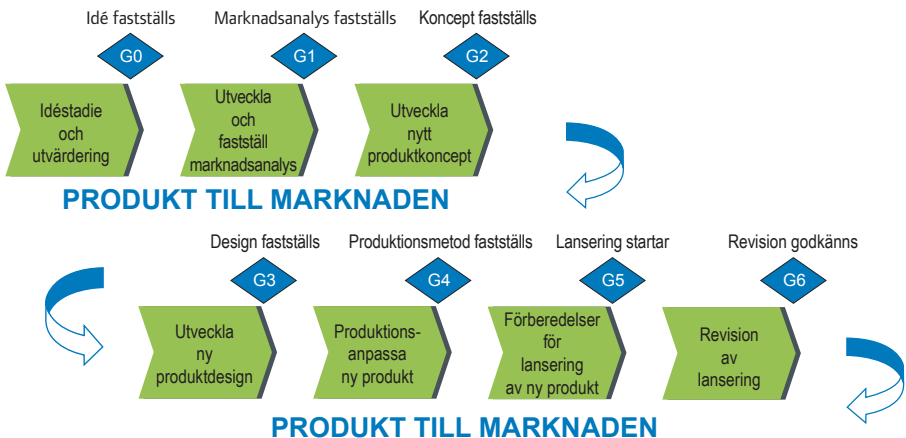 Idé fastställs
Marknadsanalys fastställs
Koncept fastställs
G0
G1
G2
Idéstadie
och
utvärdering
Utveckla
och
fastställ
marknadsanalys
Utveckla
nytt
produktkoncept
PRODUKT TILL MARKNADEN
Design fastställs
Produktionsmetod fastställs
Lansering startar
Revision godkänns
G3
G4
G5
G6
Utveckla
ny
produktdesign
Produktions-
anpassa
ny produkt
Förberedelser
för
lansering
av ny produkt
Revision
av
lansering
PRODUKT TILL MARKNADEN